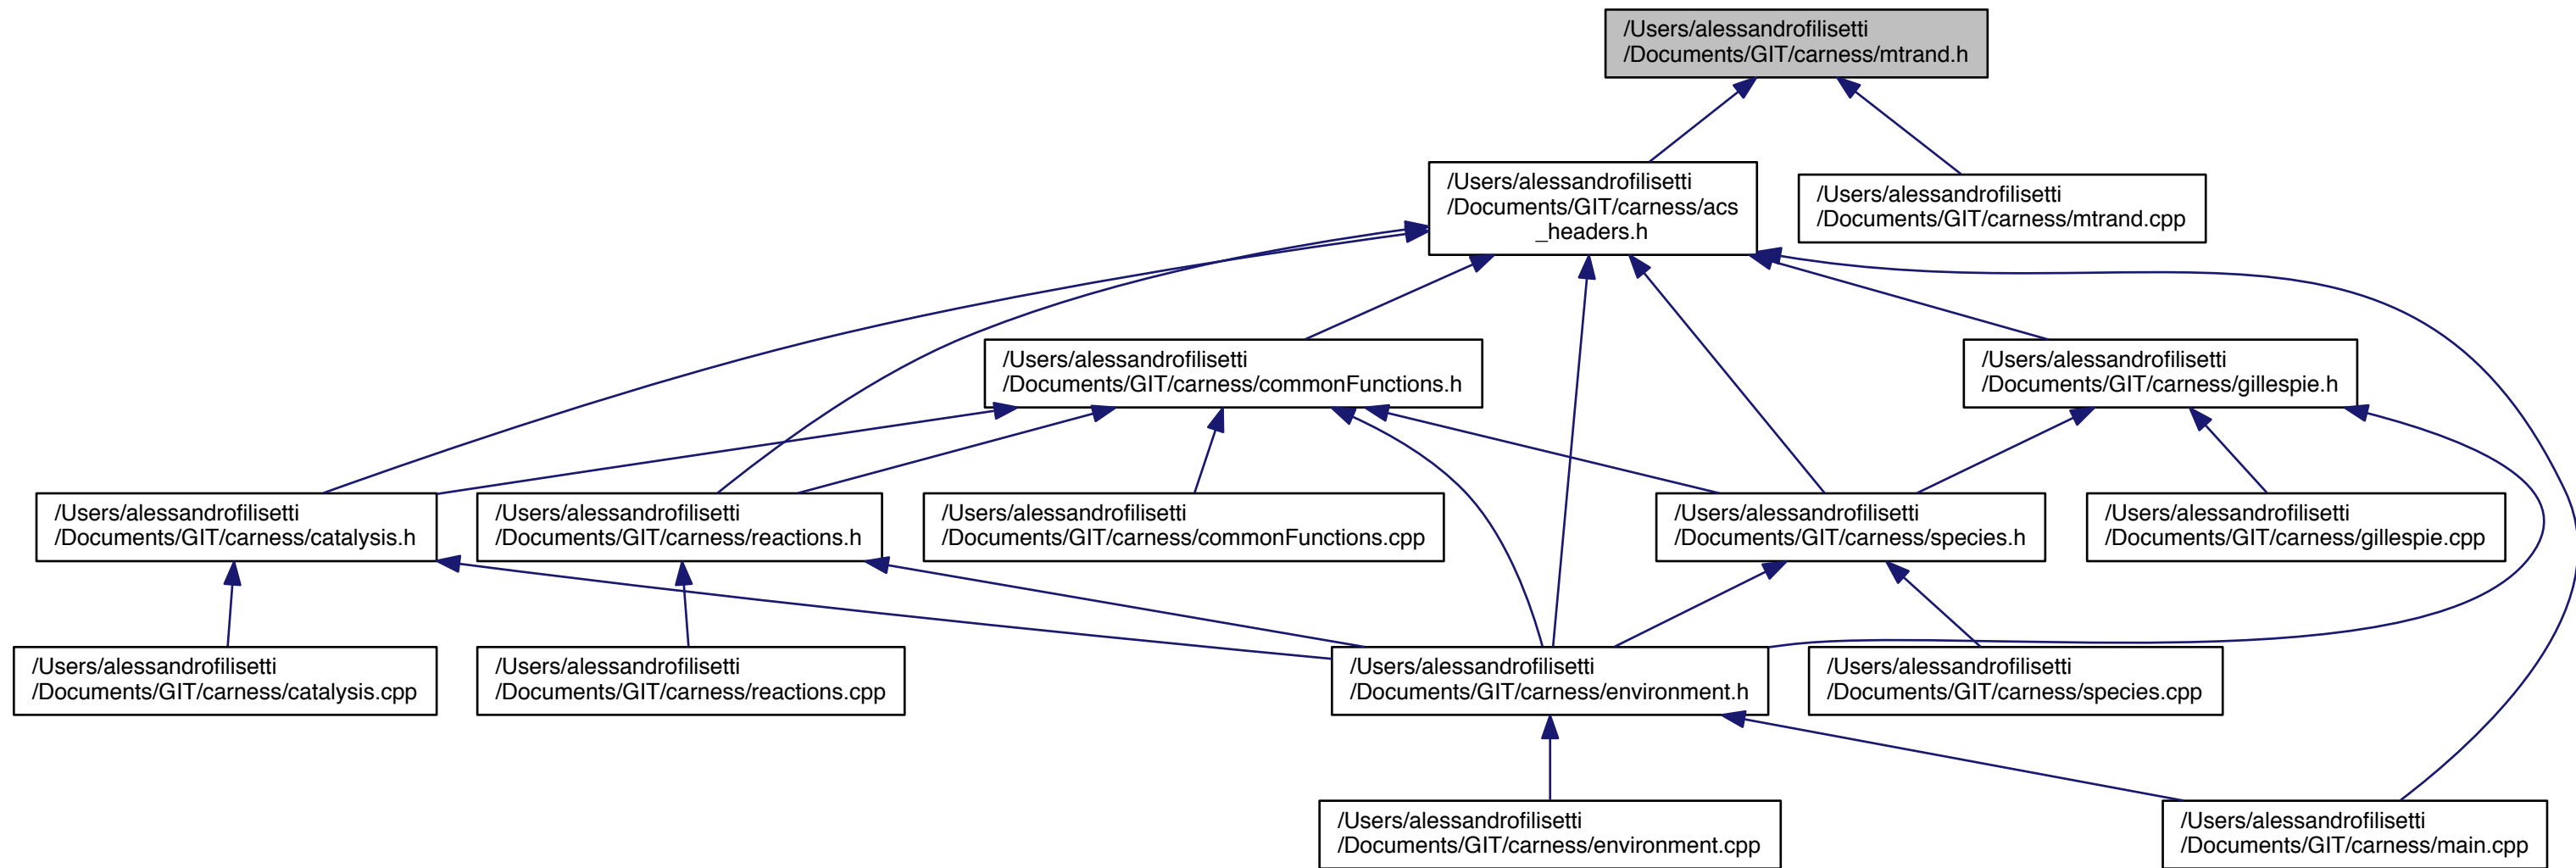 /Users/alessandrofilisetti
/Documents/GIT/carness/mtrand.h
/Users/alessandrofilisetti
/Documents/GIT/carness/acs
_headers.h
/Users/alessandrofilisetti
/Documents/GIT/carness/mtrand.cpp
/Users/alessandrofilisetti
/Documents/GIT/carness/commonFunctions.h
/Users/alessandrofilisetti
/Documents/GIT/carness/gillespie.h
/Users/alessandrofilisetti
/Documents/GIT/carness/catalysis.h
/Users/alessandrofilisetti
/Documents/GIT/carness/reactions.h
/Users/alessandrofilisetti
/Documents/GIT/carness/commonFunctions.cpp
/Users/alessandrofilisetti
/Documents/GIT/carness/species.h
/Users/alessandrofilisetti
/Documents/GIT/carness/gillespie.cpp
/Users/alessandrofilisetti
/Documents/GIT/carness/catalysis.cpp
/Users/alessandrofilisetti
/Documents/GIT/carness/reactions.cpp
/Users/alessandrofilisetti
/Documents/GIT/carness/environment.h
/Users/alessandrofilisetti
/Documents/GIT/carness/species.cpp
/Users/alessandrofilisetti
/Documents/GIT/carness/environment.cpp
/Users/alessandrofilisetti
/Documents/GIT/carness/main.cpp